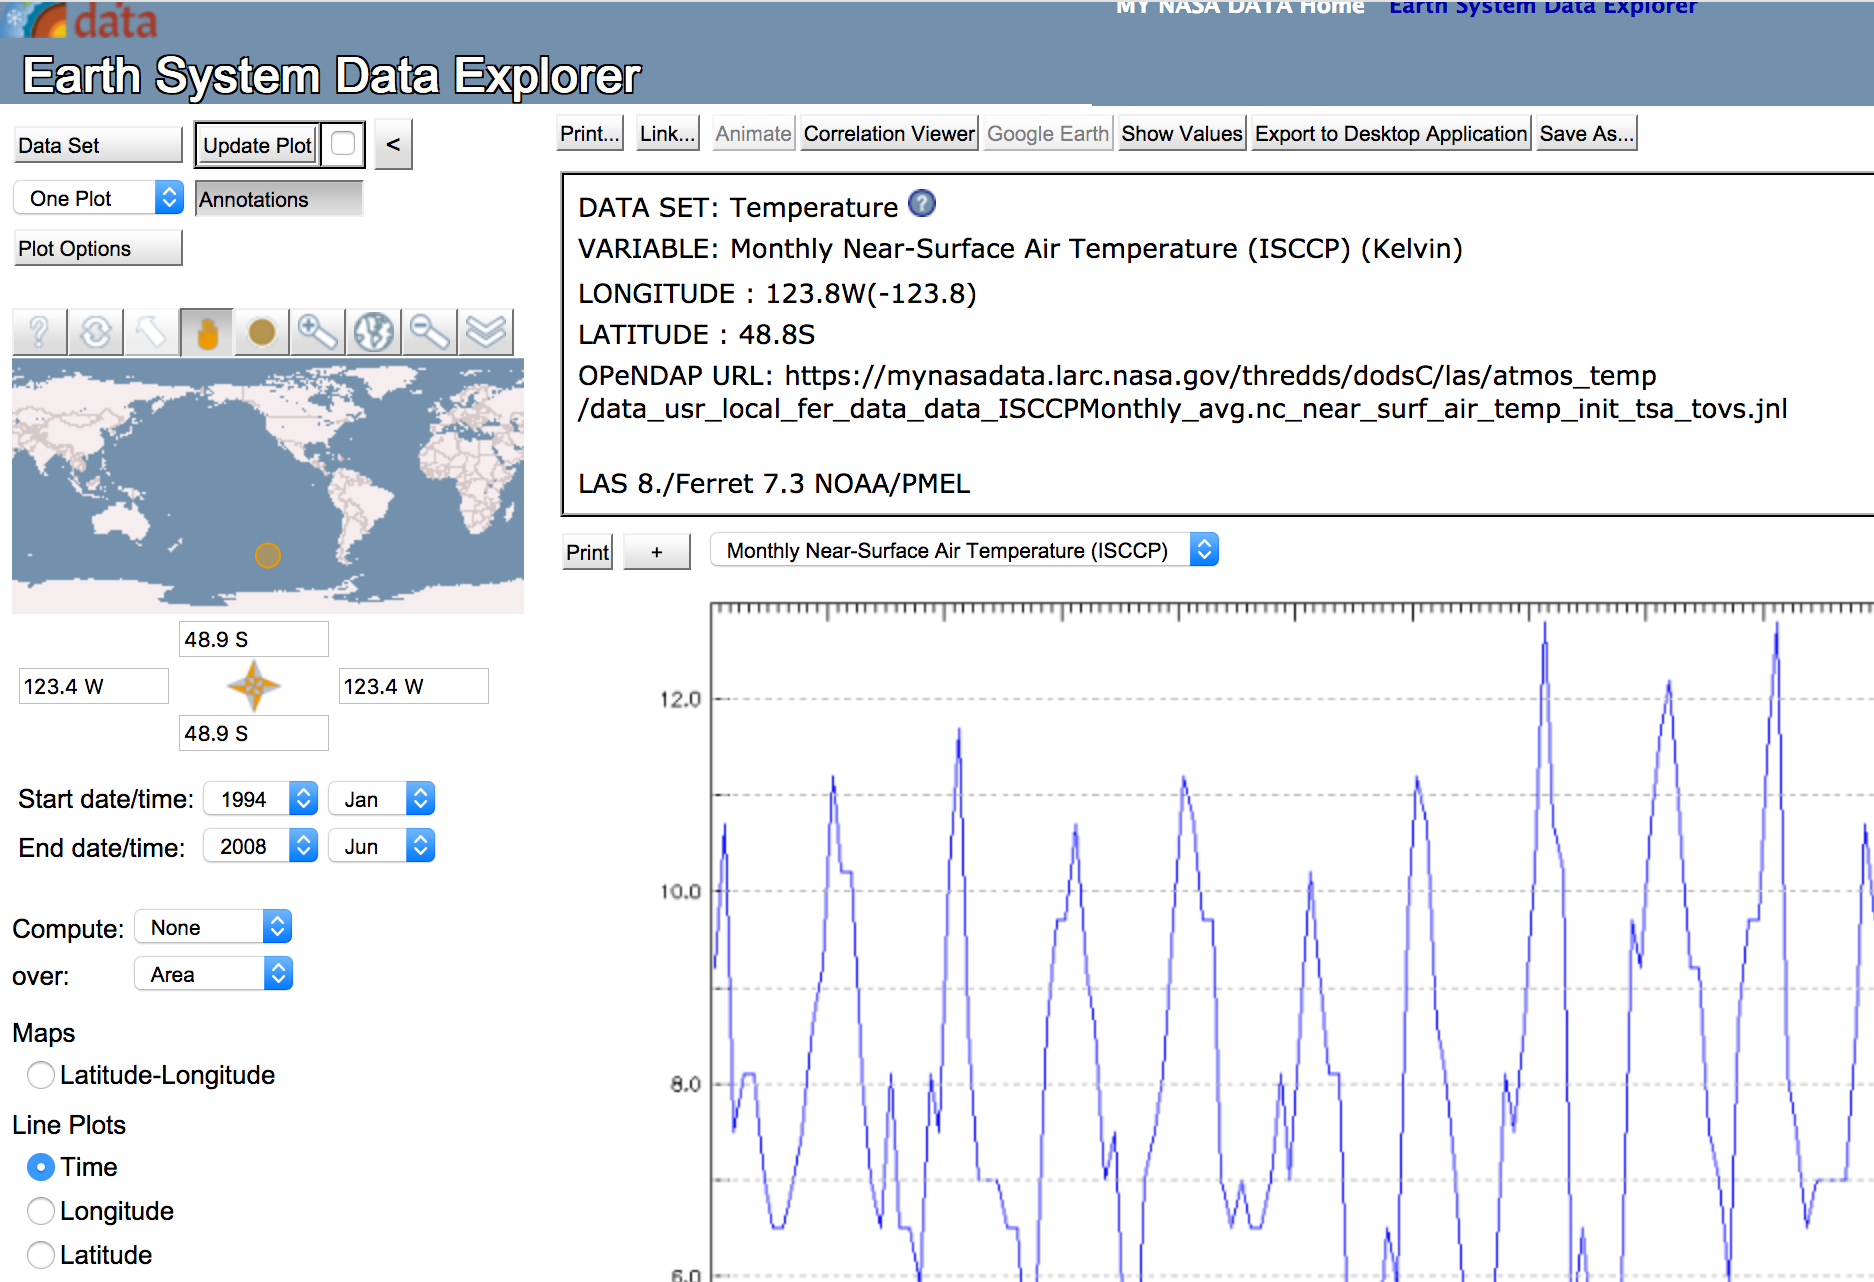 data
MY NASA DATA Home Earth System Data Explorer
Earth System Data Explorer
Data Set Update Plot <
One Plot Annotations
Plot Options
Print... Link... Animate Correlation Viewer Google Earth Show Values Export to Desktop Application Save As...
DATA SET: Temperature ?
VARIABLE: Monthly Near-Surface Air Temperature (ISCCP) (Kelvin)
LONGITUDE : 123.8W(-123.8)
LATITUDE : 48.8S
OPeNDAP URL: https://mynasadata.larc.nasa.gov/thredds/dodsC/las/atmos_temp
/data_usr_local_fer_data_data_ISCCPMonthly_avg.nc_near_surf_air_temp_init_tsa_tovs.jnl
LAS 8./Ferret 7.3 NOAA/PMEL
?
48.9 S
123.4 W 123.4 W
48.9 S
Start date/time: 1994 Jan
End date/time: 2008 Jun
Compute: None
over: Area
Maps
Latitude-Longitude
Line Plots
Time
Longitude
Latitude
Print + Monthly Near-Surface Air Temperature (ISCCP)
12.0
10.0
8.0
6.0